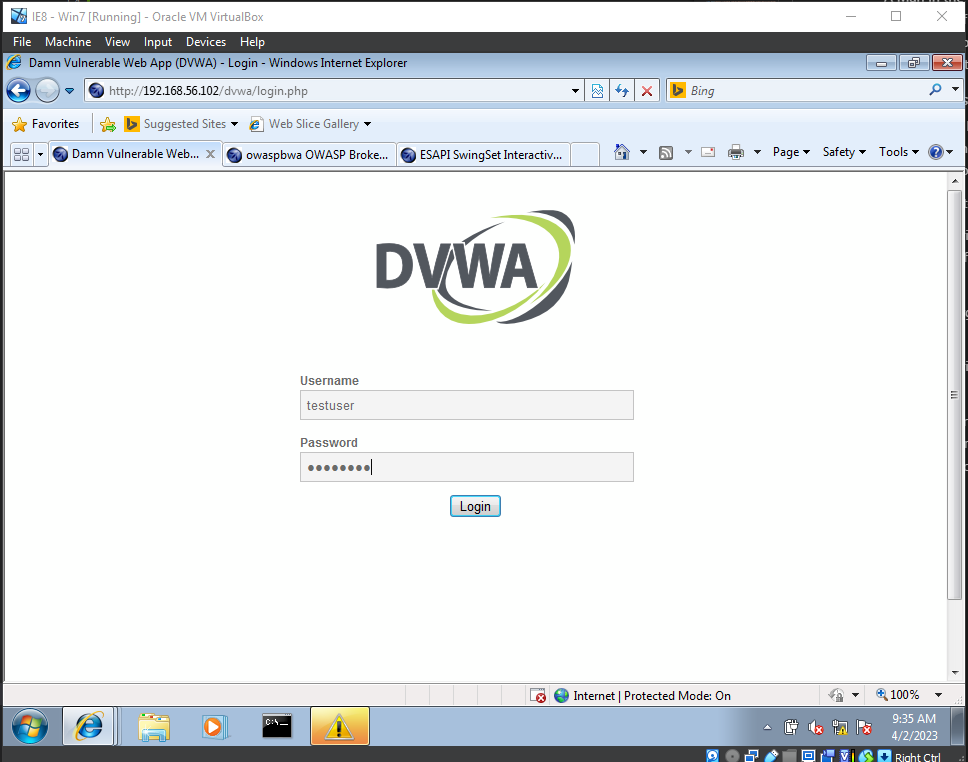 IE8 - Win7 [Running] - Oracle VM VirtualBox
File Machine View Input Devices Help
Damn Vulnerable Web App (DVWA) - Login - Windows Internet Explorer
http://192.168.56.102/dvwa/login.php
Bing
Favorites Suggested Sites Web Slice Gallery
Damn Vulnerable Web... owaspbwa OWASP Broke... ESAPI SwingSet Interactiv... Page Safety Tools
DVWA
Username
testuser
Password
●●●●●●●●
Login
Internet | Protected Mode: On 100%
C:\
9:35 AM
4/2/2023
Right Ctrl